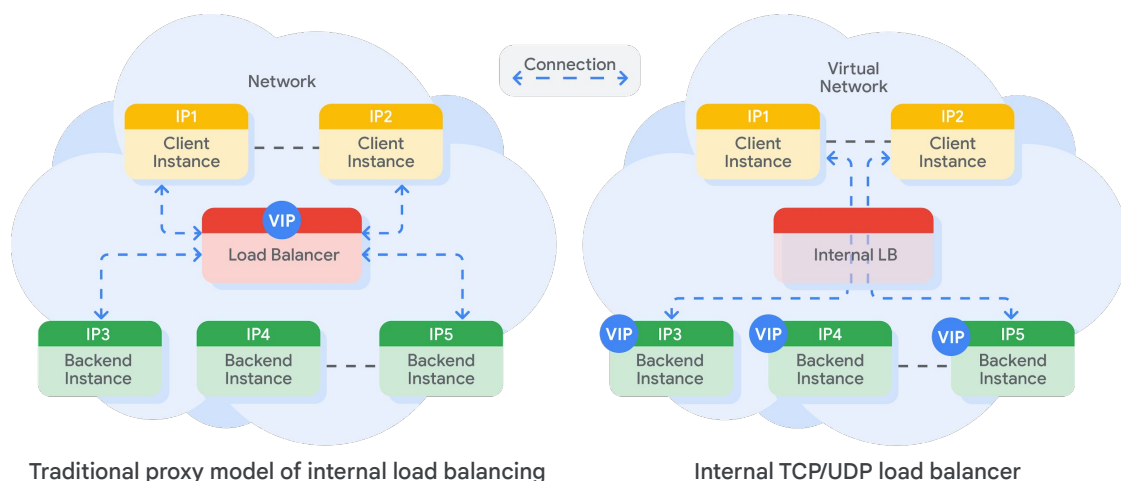 Network
IP1
Client
Instance
IP2
Client
Instance
VIP
Load Balancer
IP3
Backend
Instance
IP4
Backend
Instance
IP5
Backend
Instance
Traditional proxy model of internal load balancing
Connection
Virtual
Network
IP1
Client
Instance
IP2
Client
Instance
Internal LB
VIP
IP3
Backend
Instance
VIP
IP4
Backend
Instance
VIP
IP5
Backend
Instance
Internal TCP/UDP load balancer